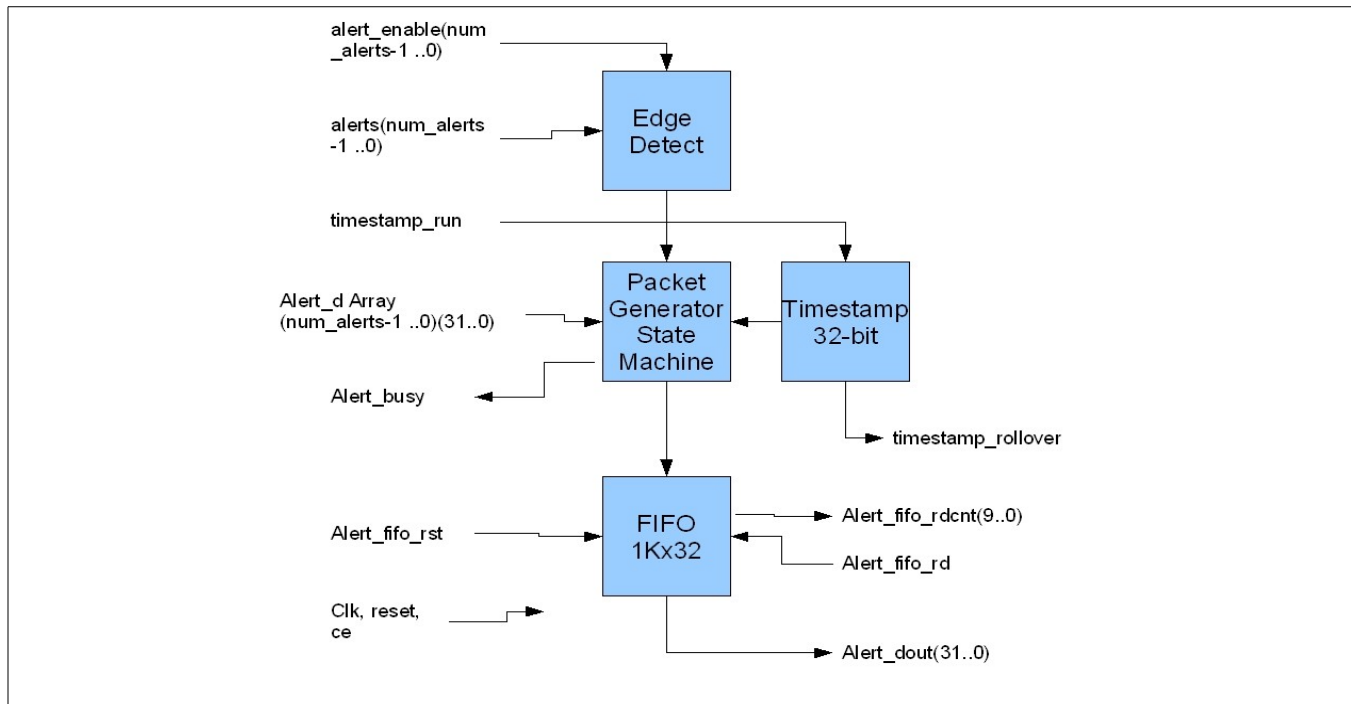 alert_enable(num
_alerts-1 ..0)
Edge
Detect
alerts(num_alerts
-1 ..0)
timestamp_run
Packet
Generator
State
Machine
Timestamp
32-bit
Alert_d Array
(num_alerts-1 ..0)(31..0)
Alert_busy
timestamp_rollover
FIFO
1Kx32
Alert_fifo_rdcnt(9..0)
Alert_fifo_rst
Alert_fifo_rd
Clk, reset,
ce
Alert_dout(31..0)